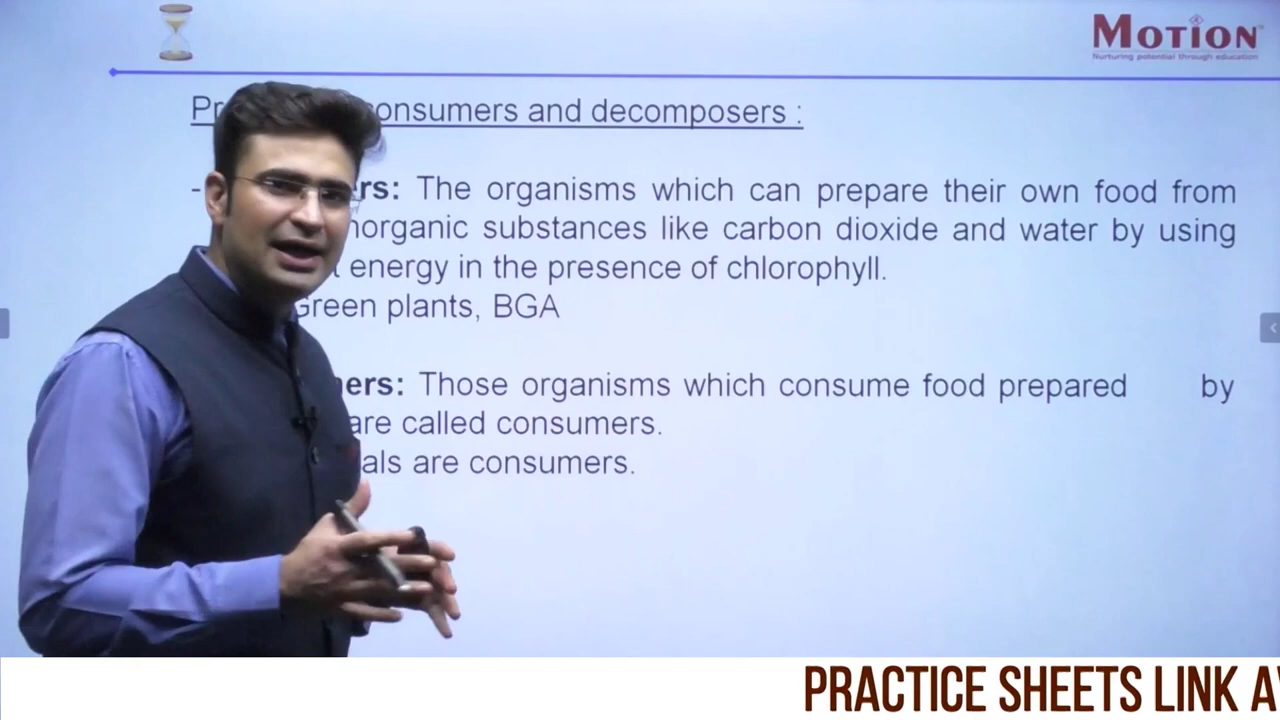 MOTION
Nurturing potential through education
onsumers and decomposers :
rs: The organisms which can prepare their own food from
norganic substances like carbon dioxide and water by using
energy in the presence of chlorophyll.
Green plants, BGA
ers: Those organisms which consume food prepared by
are called consumers.
als are consumers.
PRACTICE SHEETS LINK A